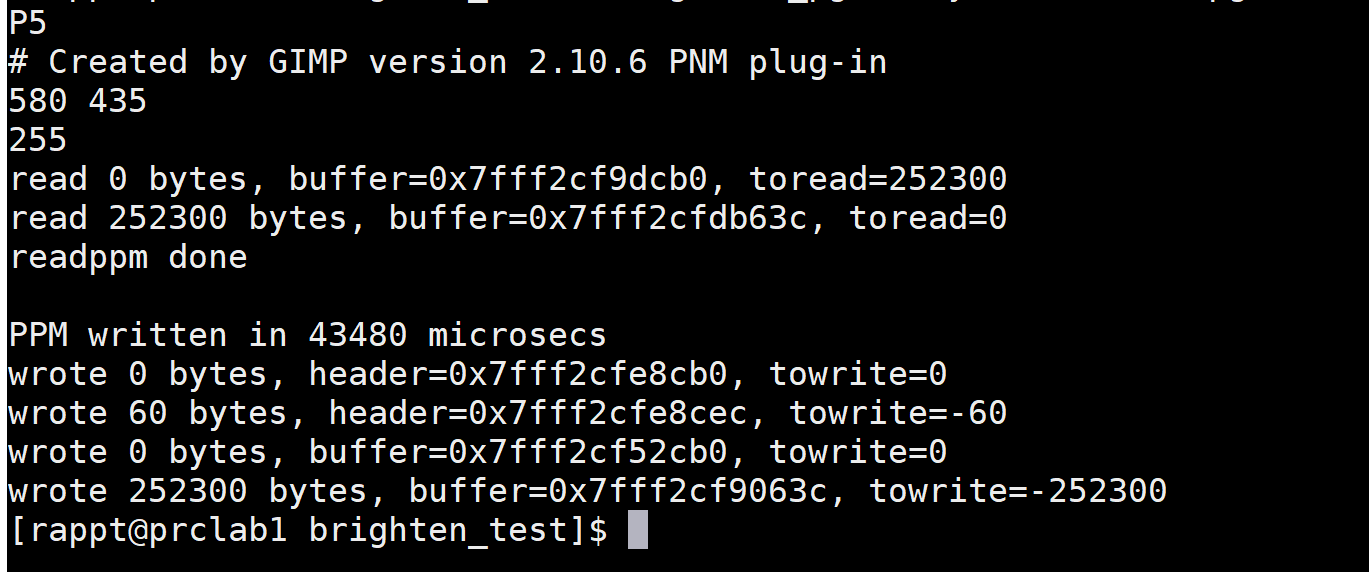 P5
# Created by GIMP version 2.10.6 PNM plug-in
580 435
255
read 0 bytes, buffer=0x7fff2cf9dcb0, toread=252300
read 252300 bytes, buffer=0x7fff2cfdb63c, toread=0
readppm done
PPM written in 43480 microsecs
wrote 0 bytes, header=0x7fff2cfe8cb0, towrite=0
wrote 60 bytes, header=0x7fff2cfe8cec, towrite=-60
wrote 0 bytes, buffer=0x7fff2cf52cb0, towrite=0
wrote 252300 bytes, buffer=0x7fff2cf9063c, towrite=-252300
[rappt@prclab1 brighten_test]$